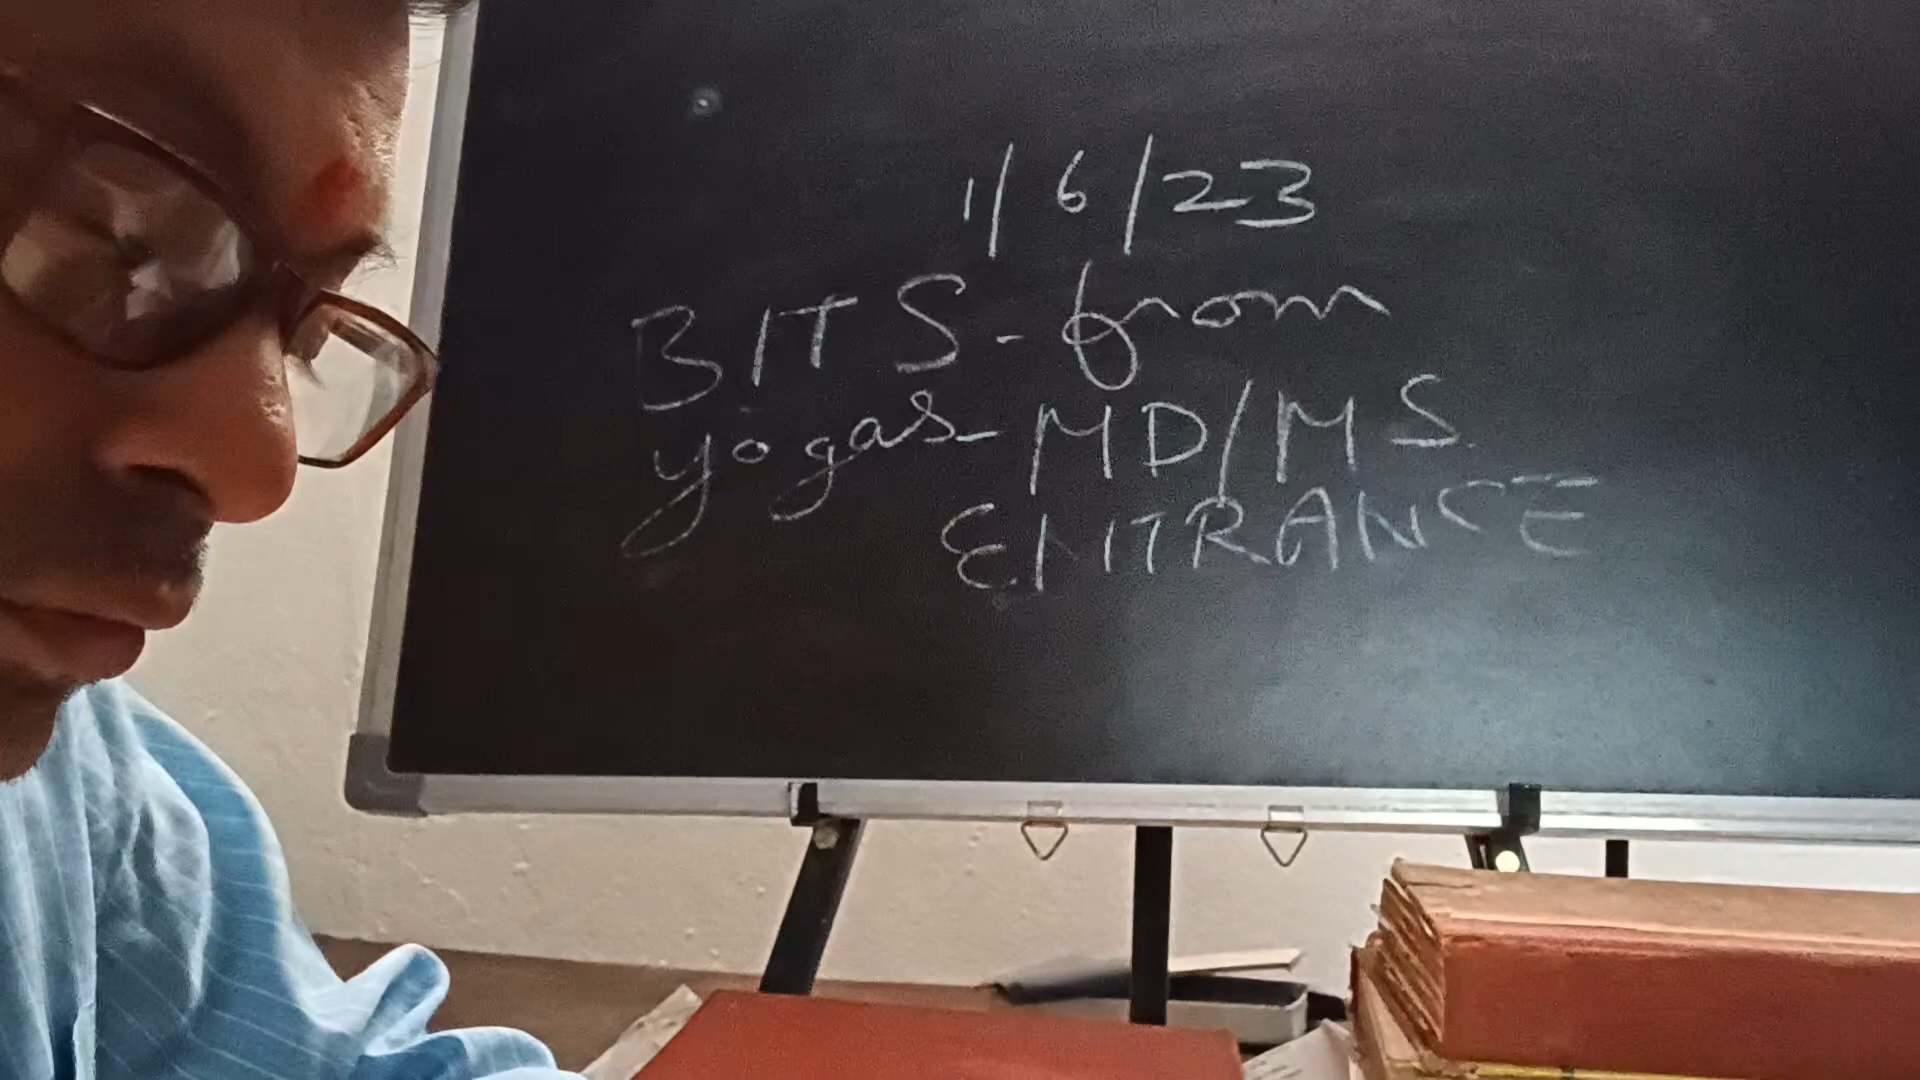 1/6/23
BITS - from
yogas - MD/MS
ENTRANCE